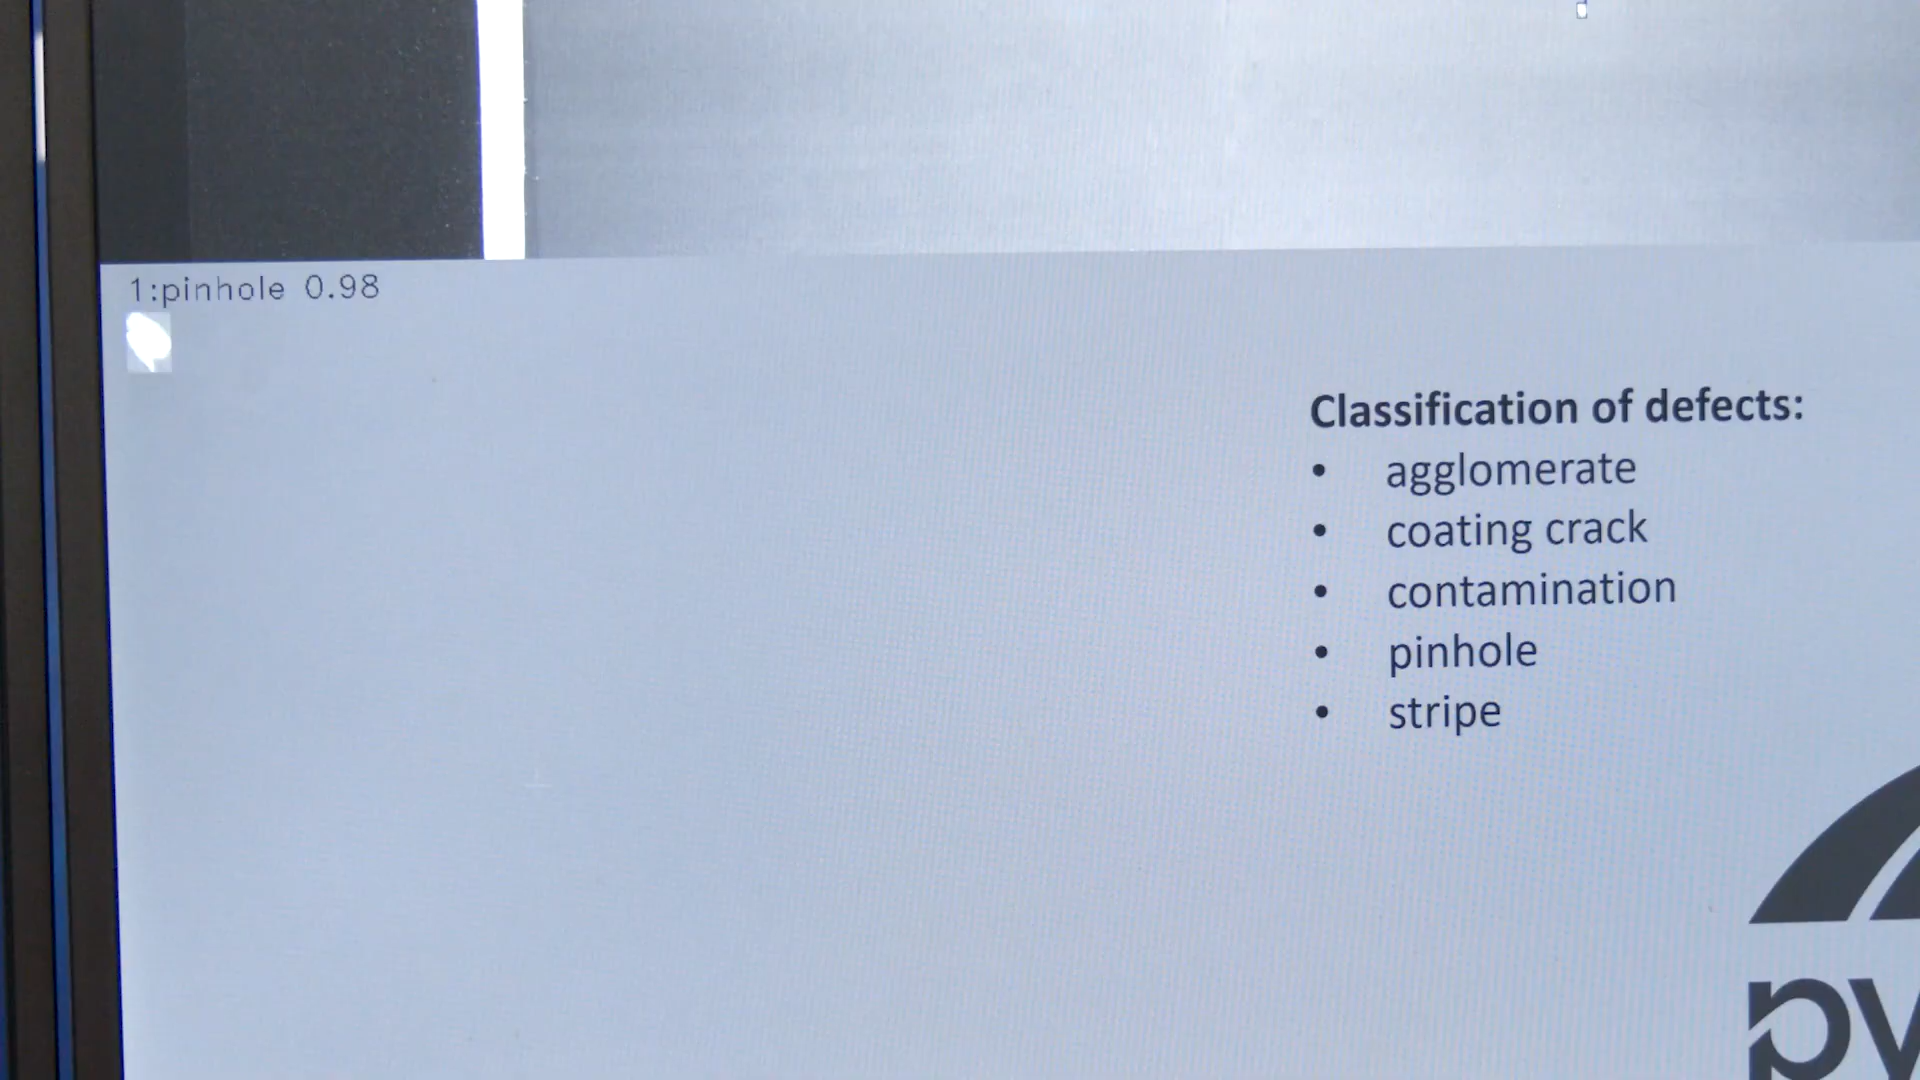 1:pinhole 0.98
Classification of defects:
• agglomerate
• coating crack
• contamination
• pinhole
• stripe